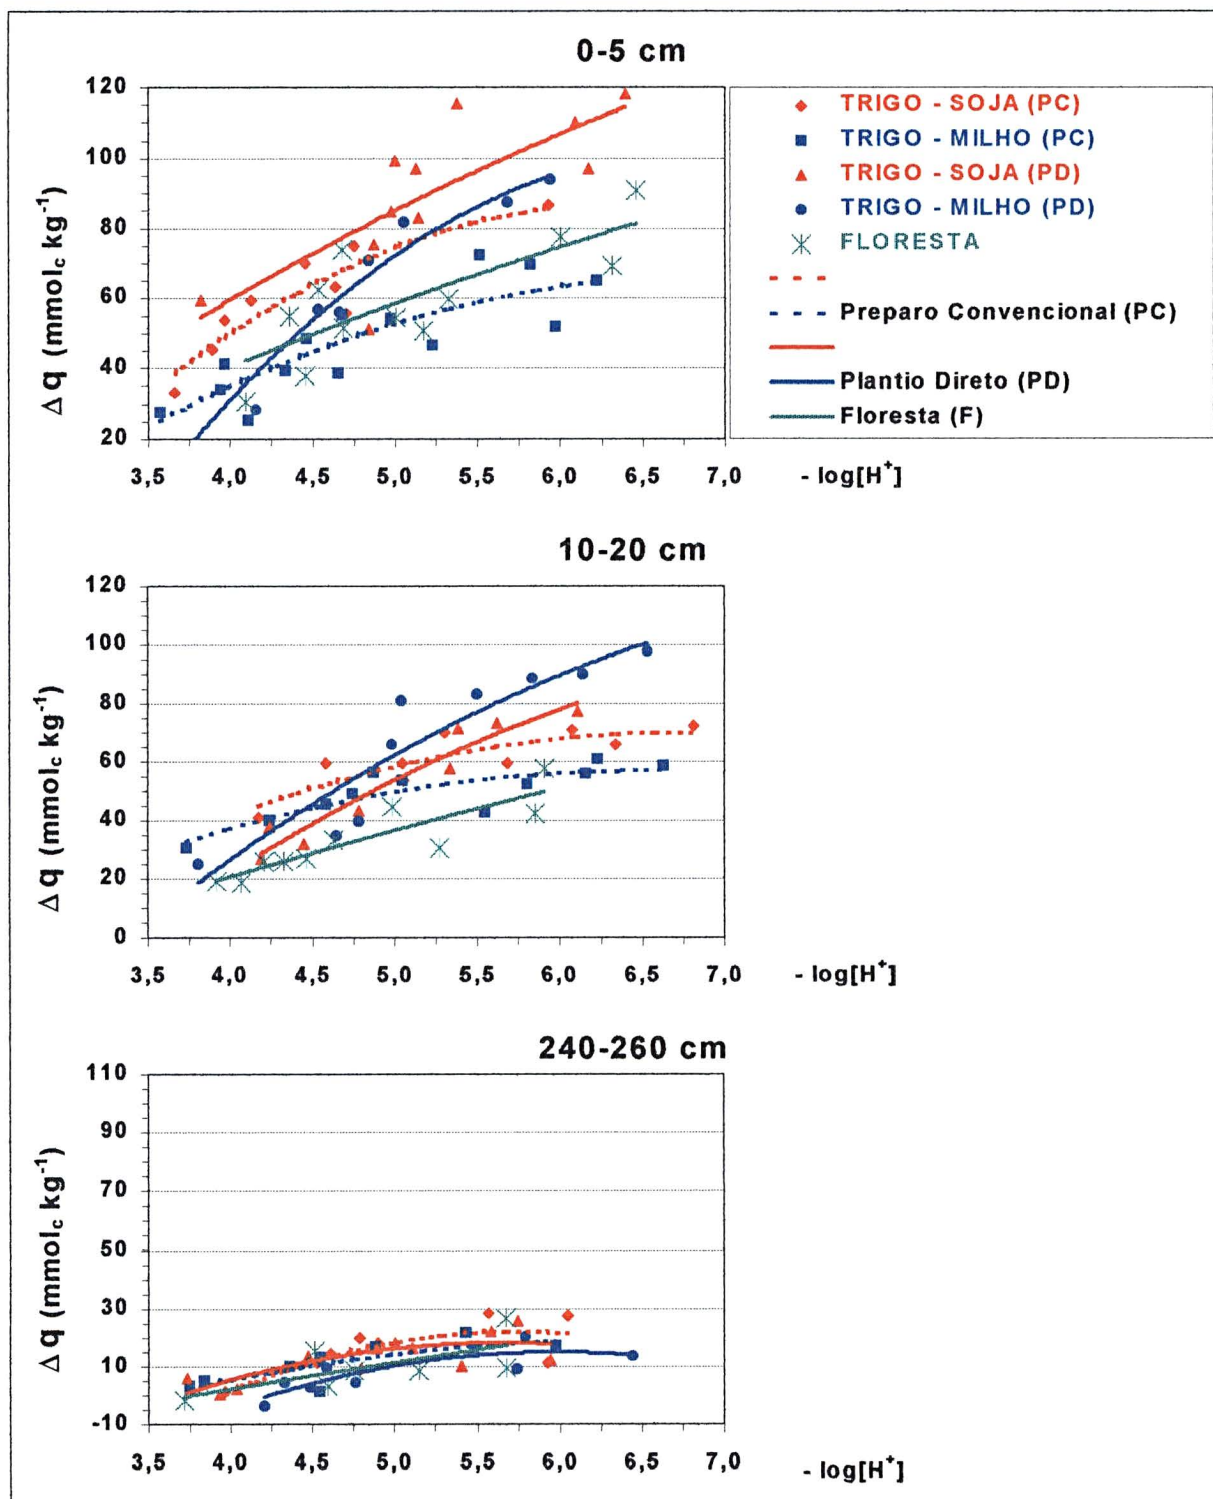 0-5 cm
120
100
80
60
40
20
Δ q (mmolc kg-1)
3,5 4,0 4,5 5,0 5,5 6,0 6,5 7,0 - log[H+]
TRIGO - SOJA (PC)
TRIGO - MILHO (PC)
TRIGO - SOJA (PD)
TRIGO - MILHO (PD)
FLORESTA
Preparo Convencional (PC)
Plantio Direto (PD)
Floresta (F)
10-20 cm
120
100
80
60
40
20
0
Δ q (mmolc kg-1)
3,5 4,0 4,5 5,0 5,5 6,0 6,5 7,0 - log[H+]
240-260 cm
110
90
70
50
30
10
-10
Δ q (mmolc kg-1)
3,5 4,0 4,5 5,0 5,5 6,0 6,5 7,0 - log[H+]